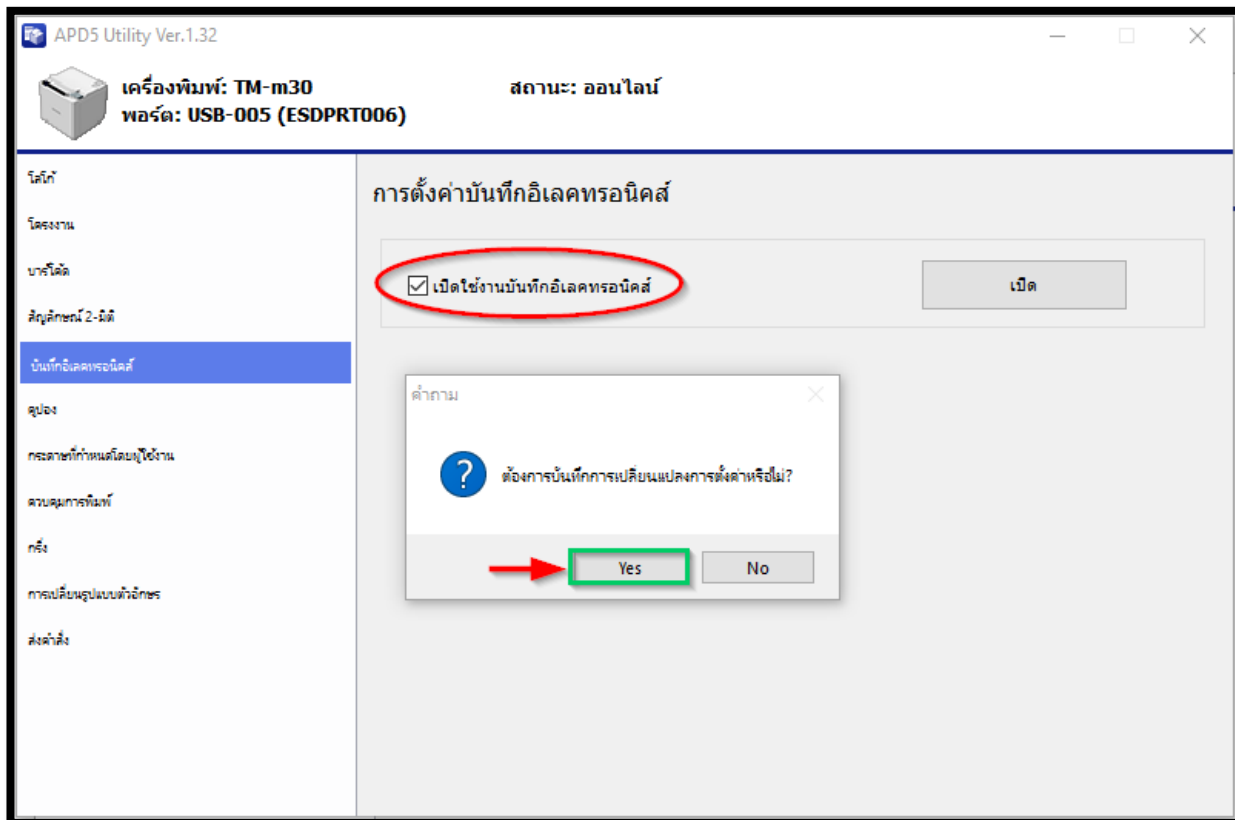 APD5 Utility Ver.1.32
เครื่องพิมพ์: TM-m30
สถานะ: ออนไลน์
พอร์ต: USB-005 (ESDPRT006)
โลโก้
โครงงาน
บาร์โค้ด
สัญลักษณ์ 2-มิติ
บันทึกอิเลคทรอนิคส์
คูปอง
กระดาษที่กำหนดโดยผู้ใช้งาน
ควบคุมการพิมพ์
กริ่ง
การเปลี่ยนรูปแบบตัวอักษร
ส่งคำสั่ง
การตั้งค่าบันทึกอิเลคทรอนิคส์
เปิดใช้งานบันทึกอิเลคทรอนิคส์
เปิด
คำถาม
ต้องการบันทึกการเปลี่ยนแปลงการตั้งค่าหรือไม่?
Yes
No